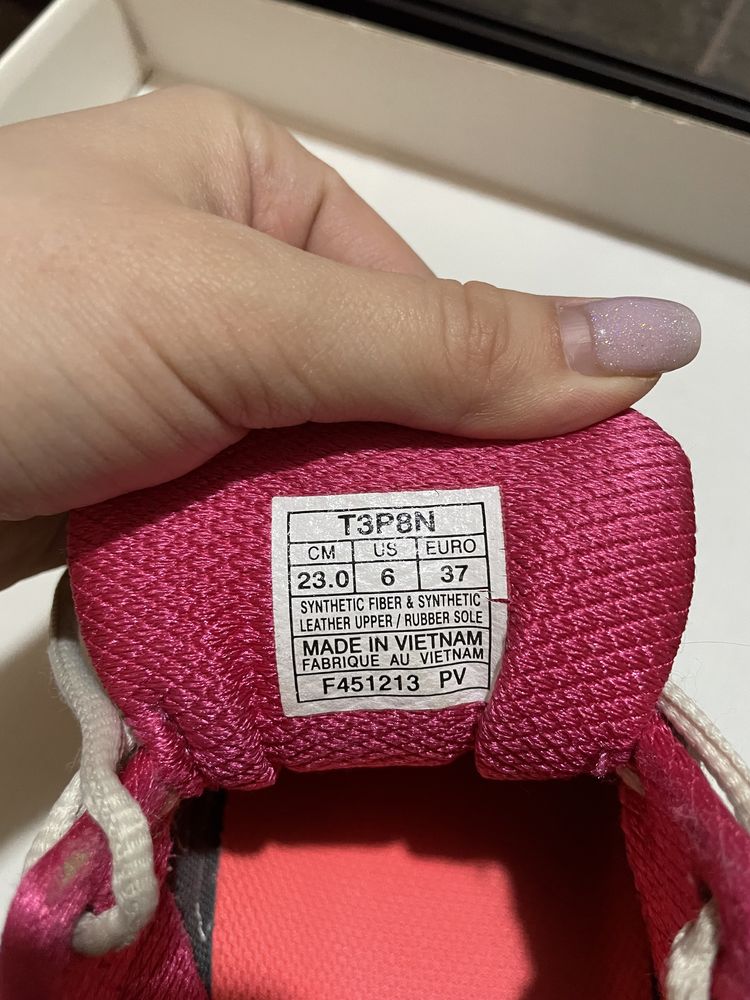 T3P8N
CM US EURO
23.0 6 37
SYNTHETIC FIBER & SYNTHETIC
LEATHER UPPER / RUBBER SOLE
MADE IN VIETNAM
FABRIQUE AU VIETNAM
F451213 PV